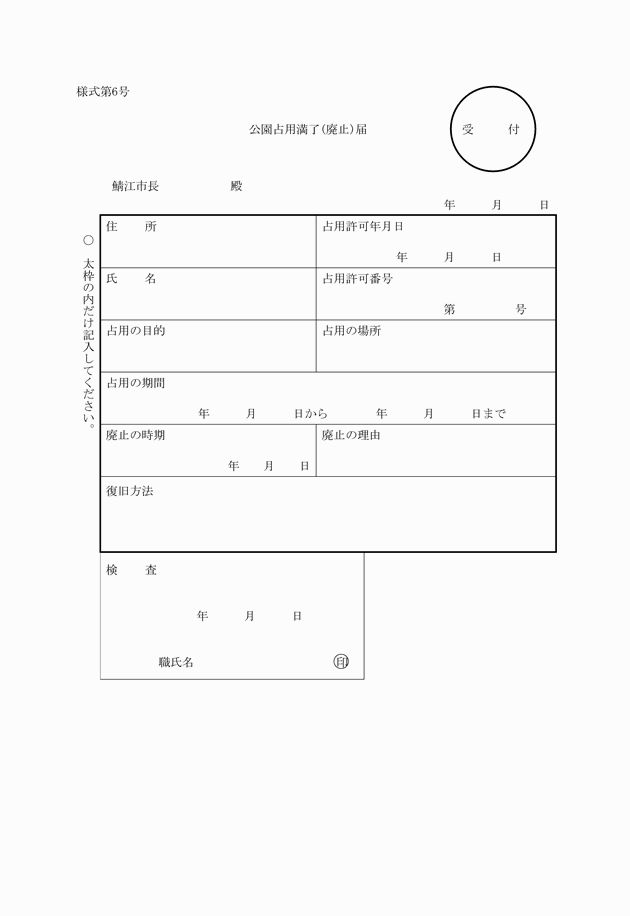 様式第6号
公園占用満了(廃止)届
受　　付
鯖江市長　　　　　殿
年　　月　　日
〇　太枠の内だけ記入してください。
住　　所
占用許可年月日
年　　月　　日
氏　　名
占用許可番号
第　　　　　号
占用の目的
占用の場所
占用の期間
年　　月　　日から　　　年　　月　　日まで
廃止の時期
年　　月　　日
廃止の理由
復旧方法
検　　査
年　　月　　日
職氏名　　　　　　　　　㊞